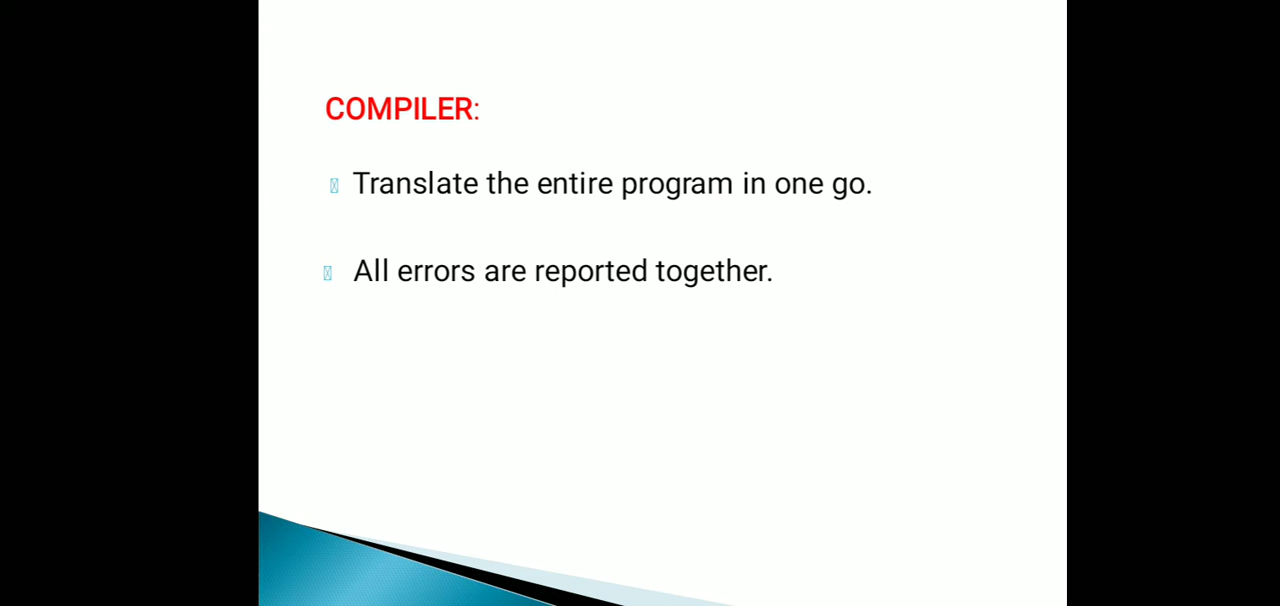 COMPILER:
Translate the entire program in one go.
All errors are reported together.